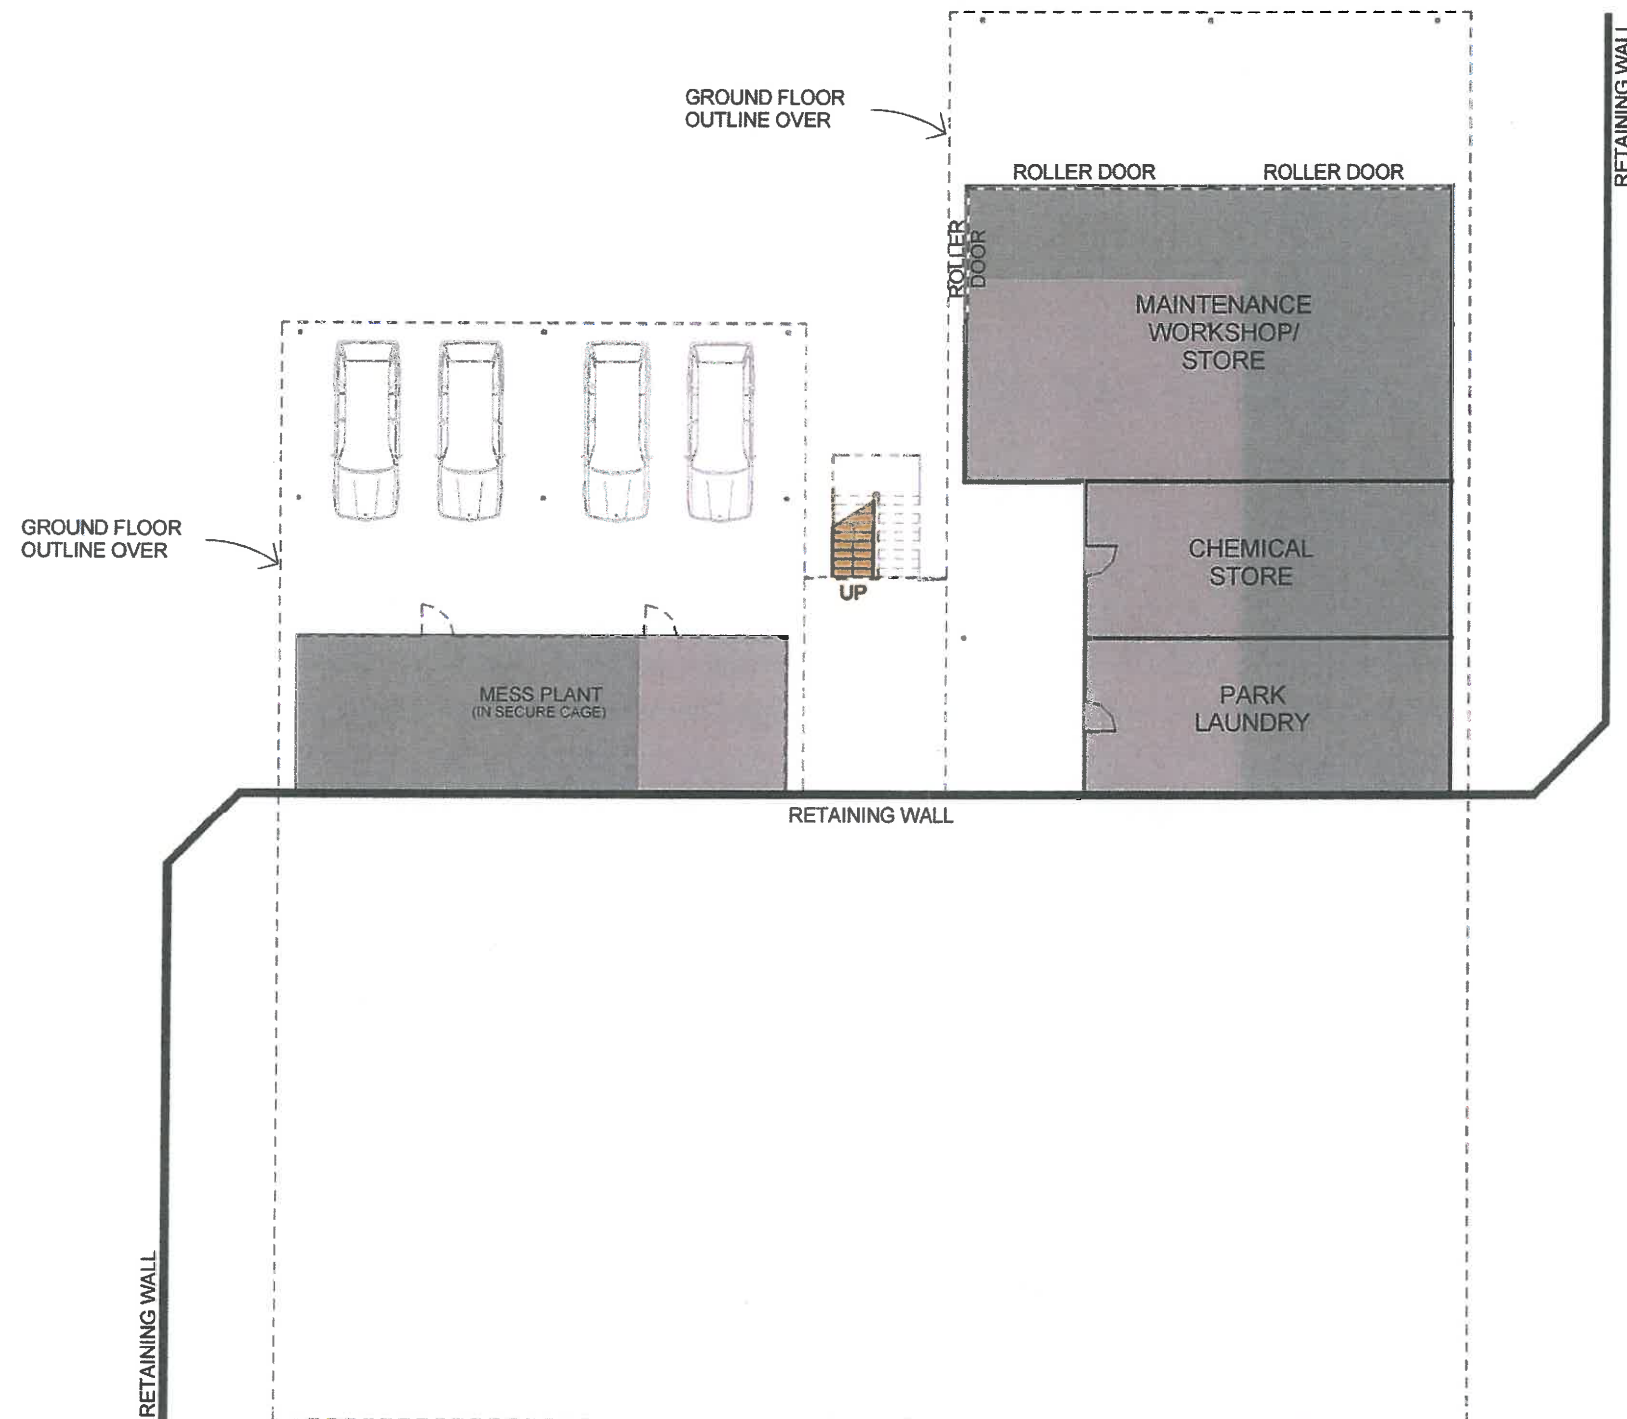 GROUND FLOOR
OUTLINE OVER
RETAINING WALL
ROLLER DOOR
ROLLER DOOR
ROLLER
DOOR
MAINTENANCE
WORKSHOP/
STORE
GROUND FLOOR
OUTLINE OVER
UP
CHEMICAL
STORE
MESS PLANT
(IN SECURE CAGE)
PARK
LAUNDRY
RETAINING WALL
RETAINING WALL